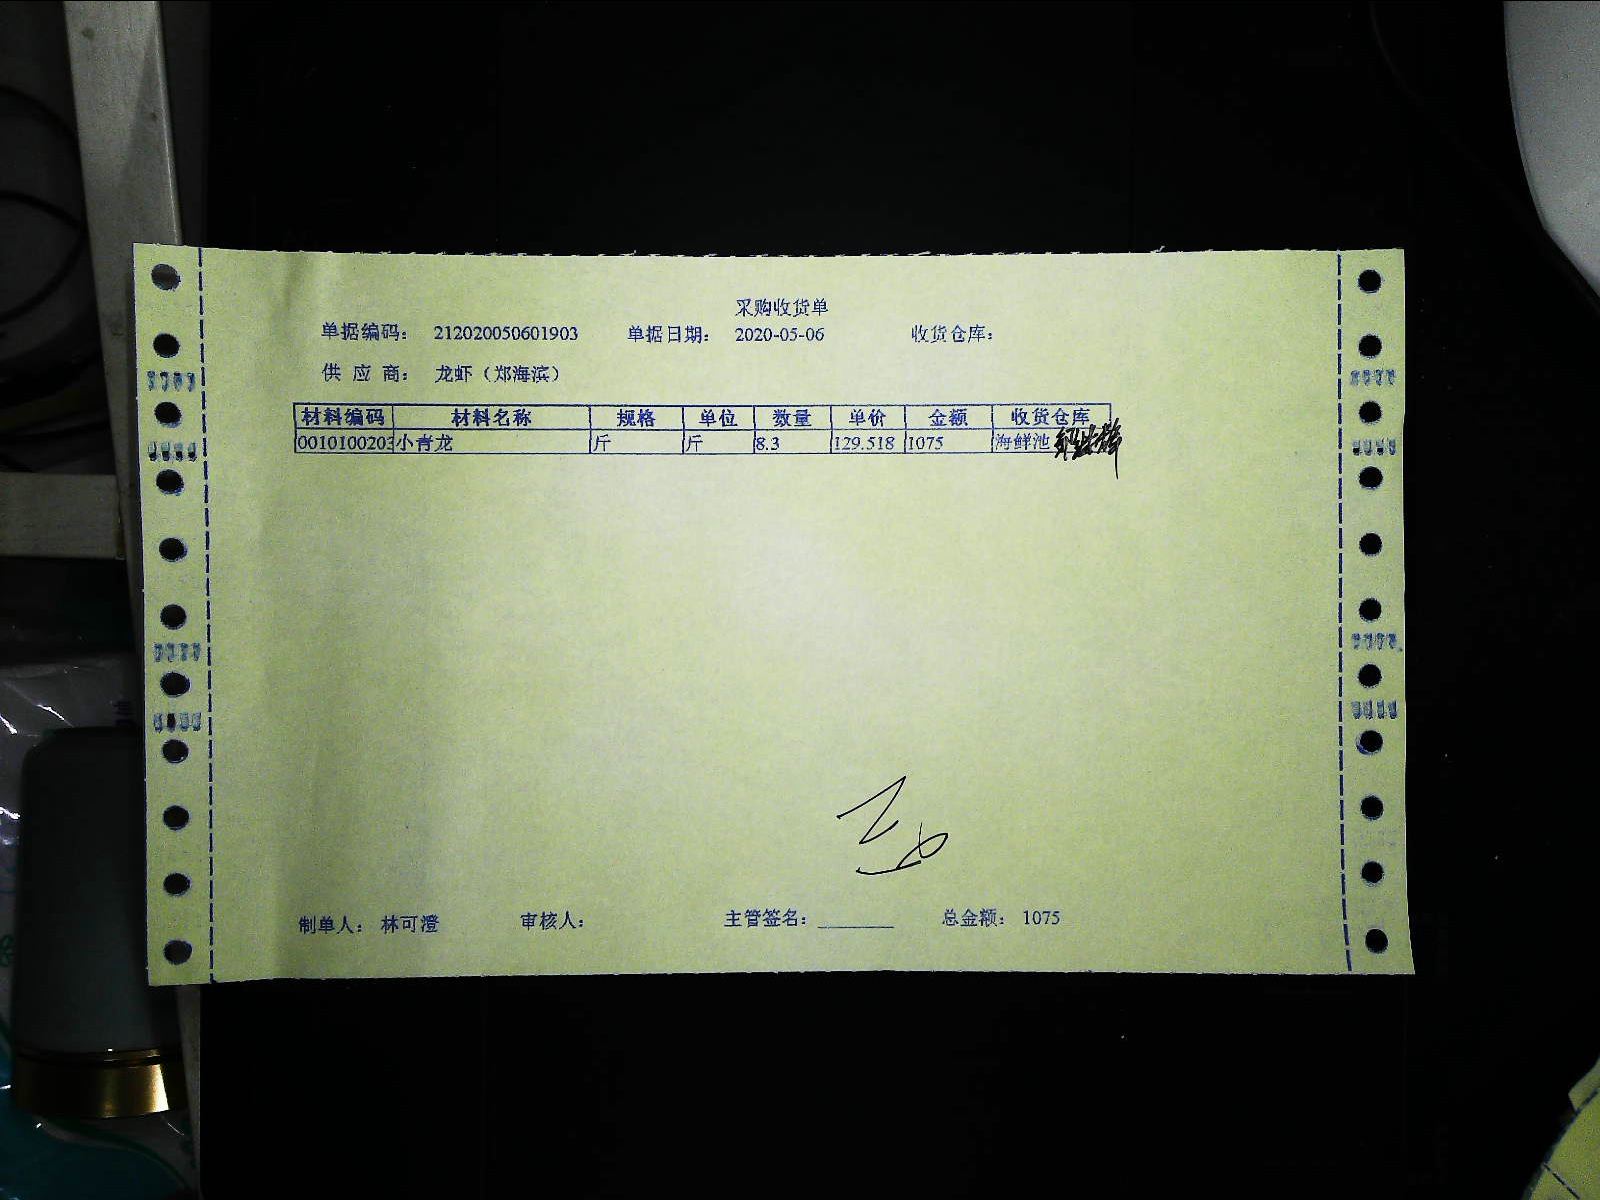 采购收货单
单据编码： 212020050601903 单据日期： 2020-05-06 收货仓库：
供 应 商： 龙虾（郑海滨）
材料编码 材料名称 规格 单位 数量 单价 金额 收货仓库
0010100203 小青龙 斤 斤 8.3 129.518 1075 海鲜池
制单人： 林可澄 审核人： 主管签名：________ 总金额： 1075